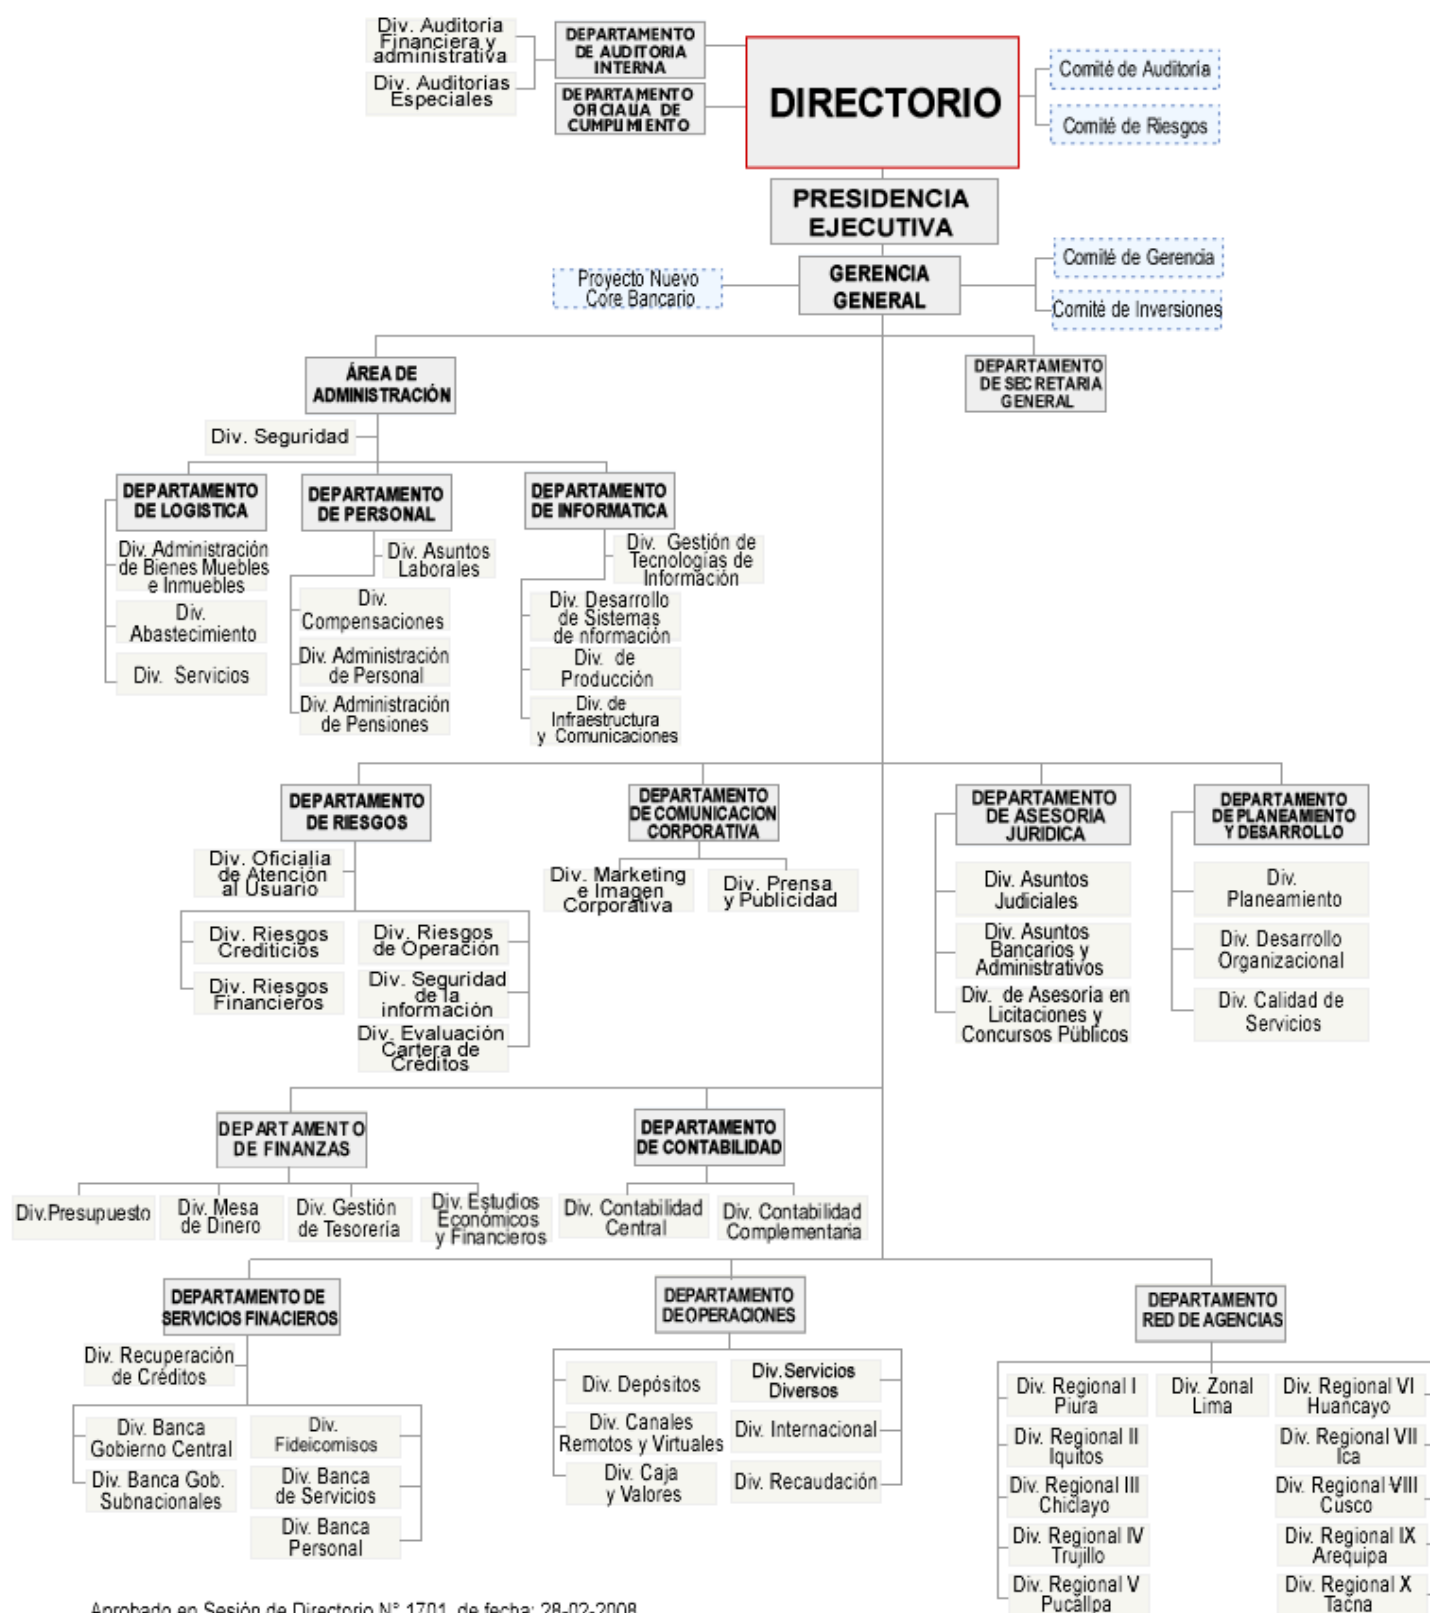 Div. Auditoria
Financiera y
administrativa
Div. Auditorias
Especiales
DEPARTAMENTO
DE AUDITORIA
INTERNA
DEPARTAMENTO
OFICIALIA DE
CUMPLIMIENTO
DIRECTORIO
Comité de Auditoria
Comité de Riesgos
PRESIDENCIA
EJECUTIVA
Proyecto Nuevo
Core Bancario
GERENCIA
GENERAL
Comité de Gerencia
Comité de Inversiones
ÁREA DE
ADMINISTRACIÓN
DEPARTAMENTO
DE SECRETARIA
GENERAL
Div. Seguridad
DEPARTAMENTO
DE LOGISTICA
Div. Administración
de Bienes Muebles
e Inmuebles
Div.
Abastecimiento
Div. Servicios
DEPARTAMENTO
DE PERSONAL
Div. Asuntos
Laborales
Div.
Compensaciones
Div. Administración
de Personal
Div. Administración
de Pensiones
DEPARTAMENTO
DE INFORMATICA
Div. Gestión de
Tecnologías de
Información
Div. Desarrollo
de Sistemas
de nformación
Div. de
Producción
Div. de
Infraestructura
y Comunicaciones
DEPARTAMENTO
DE RIESGOS
Div. Oficialia
de Atención
al Usuario
Div. Riesgos
Crediticios
Div. Riesgos
Financieros
Div. Riesgos
de Operación
Div. Seguridad
de la
información
Div. Evaluación
Cartera de
Créditos
DEPARTAMENTO
DE COMUNICACION
CORPORATIVA
Div. Marketing
e Imagen
Corporativa
Div. Prensa
y Publicidad
DEPARTAMENTO
DE ASESORIA
JURIDICA
Div. Asuntos
Judiciales
Div. Asuntos
Bancarios y
Administrativos
Div. de Asesoría en
Licitaciones y
Concursos Públicos
DEPARTAMENTO
DE PLANEAMIENTO
Y DESARROLLO
Div.
Planeamiento
Div. Desarrollo
Organizacional
Div. Calidad de
Servicios
DEPARTAMENTO
DE FINANZAS
Div.Presupuesto
Div. Mesa
de Dinero
Div. Gestión
de Tesorería
Div. Estudios
Económicos
y Financieros
DEPARTAMENTO
DE CONTABILIDAD
Div. Contabilidad
Central
Div. Contabilidad
Complementaria
DEPARTAMENTO DE
SERVICIOS FINACIEROS
Div. Recuperación
de Créditos
Div. Banca
Gobierno Central
Div. Banca Gob.
Subnacionales
Div.
Fideicomisos
Div. Banca
de Servicios
Div. Banca
Personal
DEPARTAMENTO
DE OPERACIONES
Div. Depósitos
Div. Canales
Remotos y Virtuales
Div. Caja
y Valores
Div.Servicios
Diversos
Div. Internacional
Div. Recaudación
DEPARTAMENTO
RED DE AGENCIAS
Div. Regional I
Piura
Div. Regional II
Iquitos
Div. Regional III
Chiclayo
Div. Regional IV
Trujillo
Div. Regional V
Pucallpa
Div. Zonal
Lima
Div. Regional VI
Huancayo
Div. Regional VII
Ica
Div. Regional VIII
Cusco
Div. Regional IX
Arequipa
Div. Regional X
Tacna
Aprobado en Sesión de Directorio N° 1701, de fecha: 28-02-2008